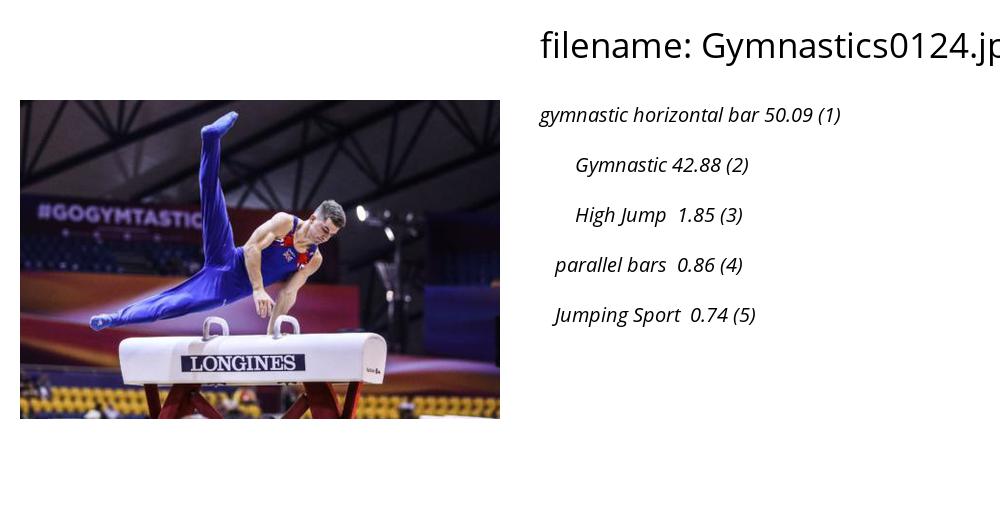 filename: Gymnastics0124.jp
gymnastic horizontal bar 50.09 (1)
Gymnastic 42.88 (2)
High Jump 1.85 (3)
parallel bars 0.86 (4)
Jumping Sport 0.74 (5)
#GOGYMTASTIC
LONGINES